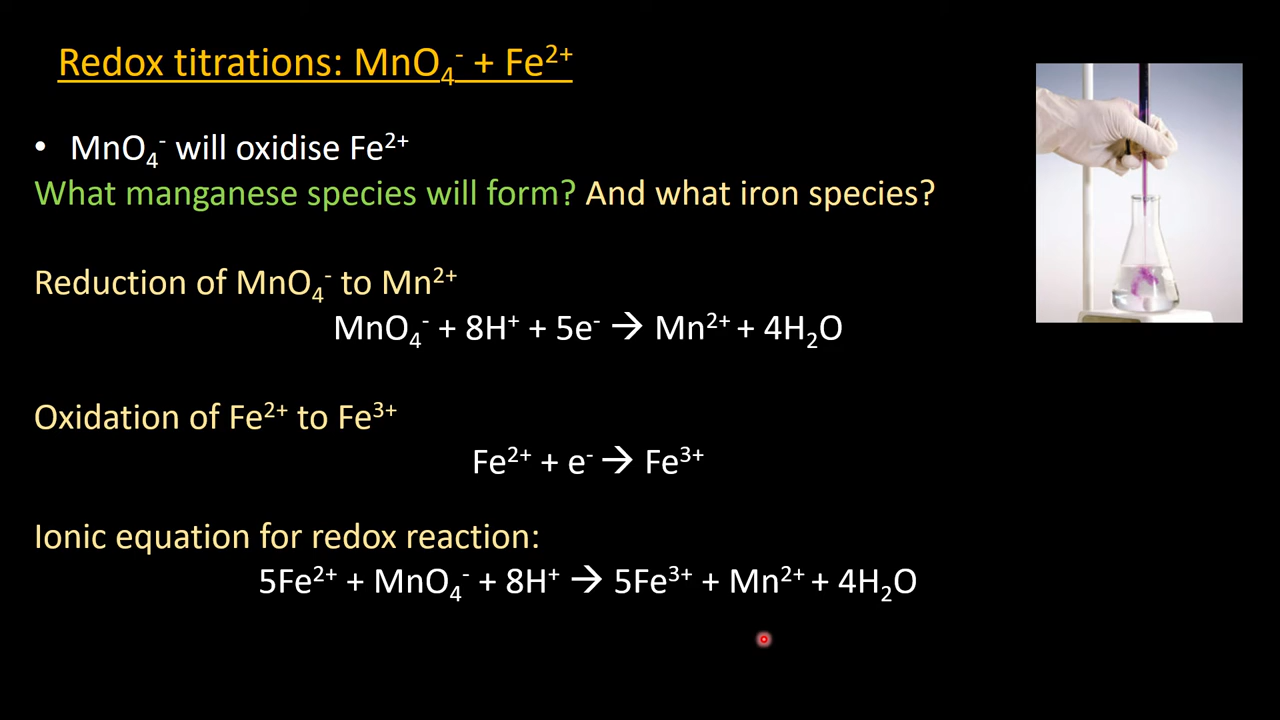 Redox titrations: MnO₄⁻ + Fe²⁺
• MnO₄⁻ will oxidise Fe²⁺
What manganese species will form? And what iron species?
Reduction of MnO₄⁻ to Mn²⁺
MnO₄⁻ + 8H⁺ + 5e⁻ → Mn²⁺ + 4H₂O
Oxidation of Fe²⁺ to Fe³⁺
Fe²⁺ + e⁻ → Fe³⁺
Ionic equation for redox reaction:
5Fe²⁺ + MnO₄⁻ + 8H⁺ → 5Fe³⁺ + Mn²⁺ + 4H₂O